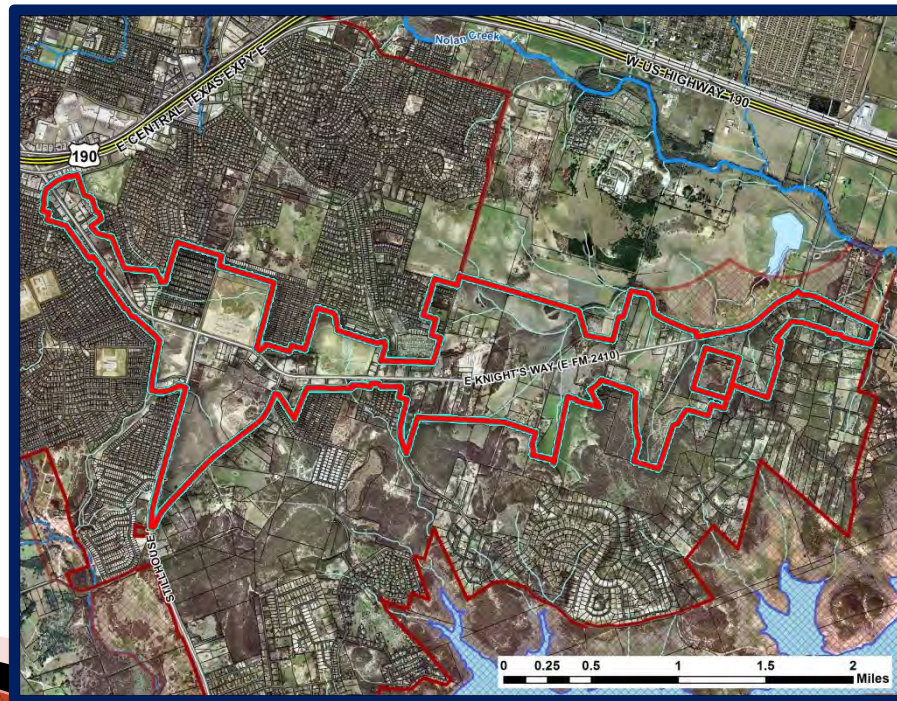 Nolan Creek
W US HIGHWAY 190
E CENTRAL TEXAS EXPY E
190
E KNIGHT'S WAY (E FM 2410)
STILLHOUSE
0 0.25 0.5 1 1.5 2
Miles